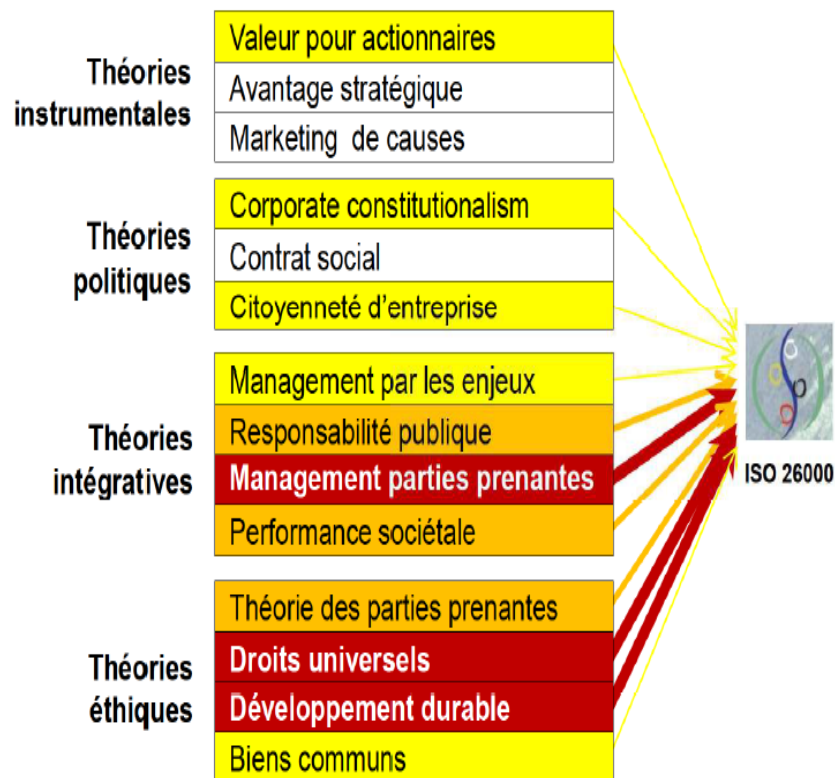 Théories
instrumentales
Valeur pour actionnaires
Avantage stratégique
Marketing de causes
Théories
politiques
Corporate constitutionalism
Contrat social
Citoyenneté d'entreprise
Théories
intégratives
Management par les enjeux
Responsabilité publique
Management parties prenantes
Performance sociétale
Théories
éthiques
Théorie des parties prenantes
Droits universels
Développement durable
Biens communs
ISO 26000